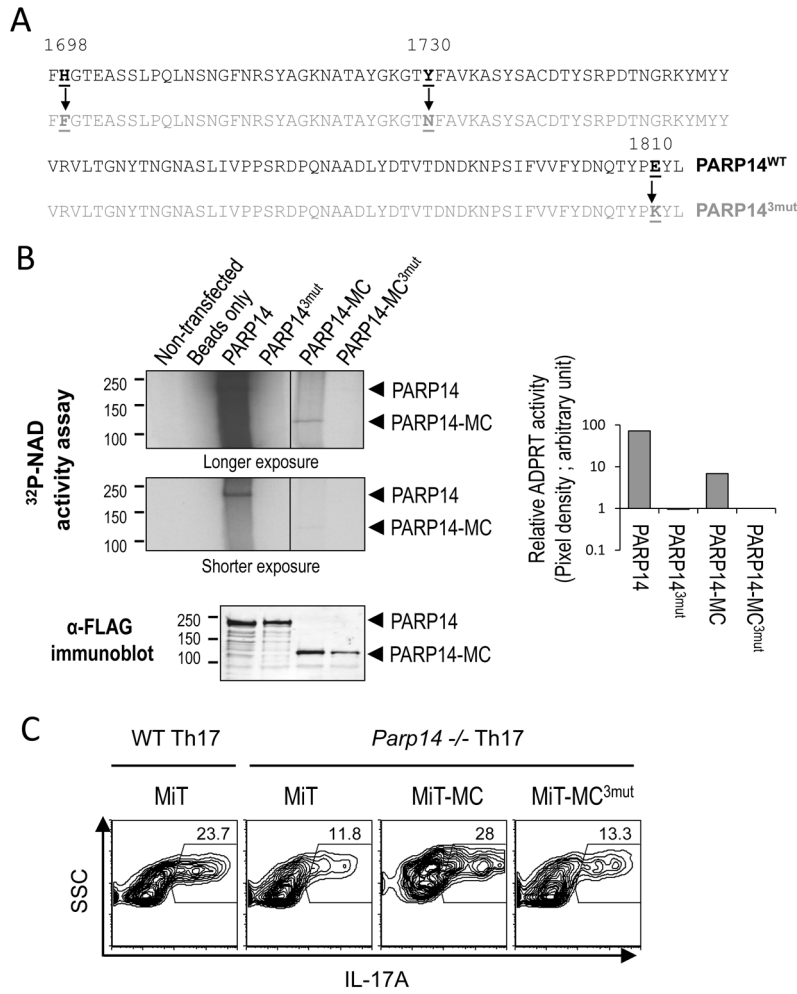 A
1698 1730
FHGTEASSLPQLNSNGFNRSYAGKNATAYGKGTYFAVKASYSACDTYSRPDTNGRKYMYY
FFGTEASSLPQLNSNGFNRSYAGKNATAYGKGTNFAVKASYSACDTYSRPDTNGRKYMYY
1810
VRVLTGNYTNGNASLIVPPSRDPQNAADLYDTVTDNDKNPSIFVVFYDNQTYPEYL PARP14WT
VRVLTGNYTNGNASLIVPPSRDPQNAADLYDTVTDNDKNPSIFVVFYDNQTYPKYL PARP143mut
B
Non-transfected
Beads only
PARP14
PARP143mut
PARP14-MC
PARP14-MC3mut
32P-NAD
activity assay
250
150
100
PARP14
PARP14-MC
Longer exposure
250
150
100
PARP14
PARP14-MC
Shorter exposure
α-FLAG
immunoblot
250
150
100
PARP14
PARP14-MC
Relative ADPRT activity
(Pixel density ; arbitrary unit)
100
10
1
0.1
PARP14
PARP143mut
PARP14-MC
PARP14-MC3mut
C
WT Th17 Parp14 -/- Th17
MiT MiT MiT-MC MiT-MC3mut
23.7 11.8 28 13.3
SSC
IL-17A